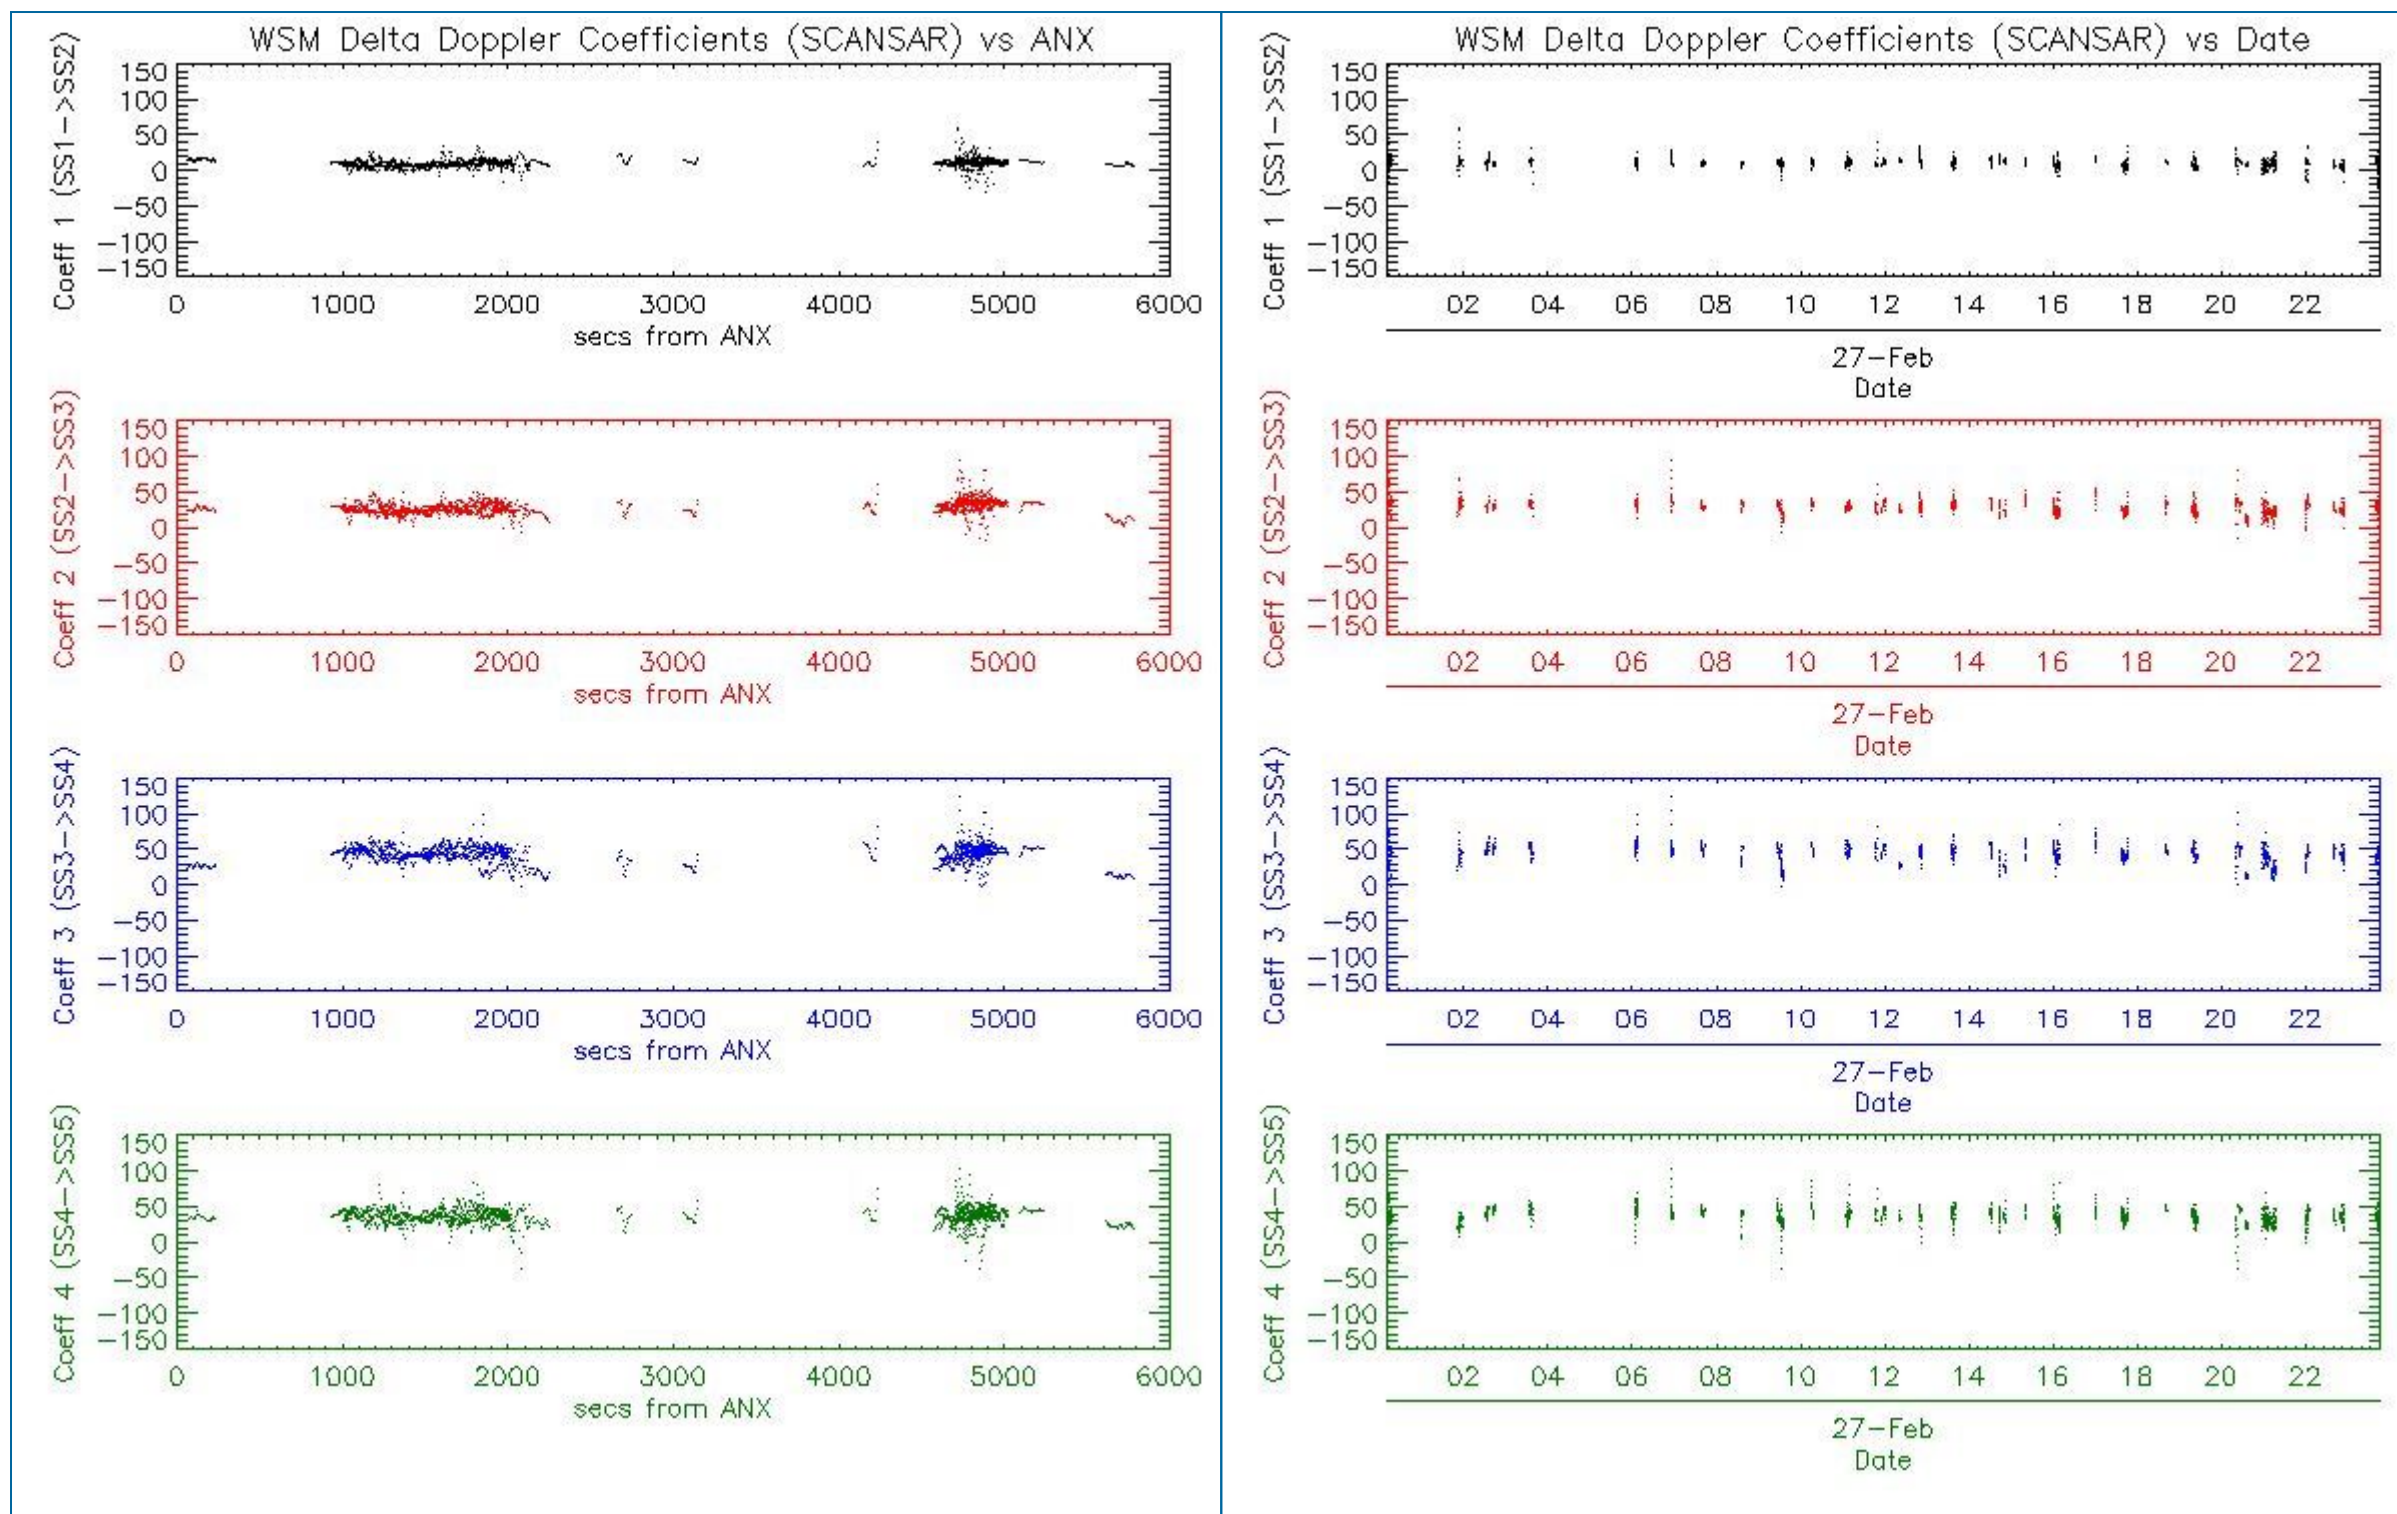 WSM Delta Doppler Coefficients (SCANSAR) vs ANX
Coeff 1 (SS1->SS2)
150
100
50
0
-50
-100
-150
0 1000 2000 3000 4000 5000 6000
secs from ANX
Coeff 2 (SS2->SS3)
150
100
50
0
-50
-100
-150
0 1000 2000 3000 4000 5000 6000
secs from ANX
Coeff 3 (SS3->SS4)
150
100
50
0
-50
-100
-150
0 1000 2000 3000 4000 5000 6000
secs from ANX
Coeff 4 (SS4->SS5)
150
100
50
0
-50
-100
-150
0 1000 2000 3000 4000 5000 6000
secs from ANX
WSM Delta Doppler Coefficients (SCANSAR) vs Date
Coeff 1 (SS1->SS2)
150
100
50
0
-50
-100
-150
02 04 06 08 10 12 14 16 18 20 22
27-Feb
Date
Coeff 2 (SS2->SS3)
150
100
50
0
-50
-100
-150
02 04 06 08 10 12 14 16 18 20 22
27-Feb
Date
Coeff 3 (SS3->SS4)
150
100
50
0
-50
-100
-150
02 04 06 08 10 12 14 16 18 20 22
27-Feb
Date
Coeff 4 (SS4->SS5)
150
100
50
0
-50
-100
-150
02 04 06 08 10 12 14 16 18 20 22
27-Feb
Date